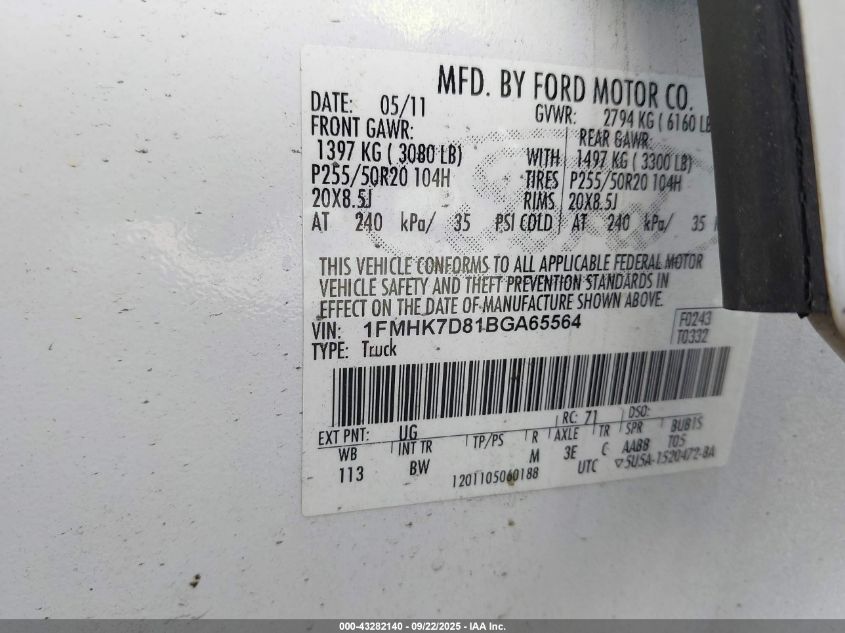 MFD. BY FORD MOTOR CO.
DATE: 05/11 GVWR: 2794 KG ( 6160 LB
FRONT GAWR: REAR GAWR:
1397 KG ( 3080 LB) WITH 1497 KG ( 3300 LB)
P255/50R20 104H TIRES P255/50R20 104H
20X8.5J RIMS 20X8.5J
AT 240 kPa/ 35 PSI COLD AT 240 kPa/ 35
THIS VEHICLE CONFORMS TO ALL APPLICABLE FEDERAL MOTOR
VEHICLE SAFETY AND THEFT PREVENTION STANDARDS IN
EFFECT ON THE DATE OF MANUFACTURE SHOWN ABOVE.
VIN: 1FMHK7D81BGA65564 F0243
TYPE: Truck T0332
EXT PNT: UG RC: 71 DSO:
WB INT TR TP/PS R AXLE TR SPR BUB1S
113 BW M 3E C AABB T05
1201105060188 UTC ▽5U5A-1520472-BA
000-43282140 - 09/22/2025 - IAA Inc.